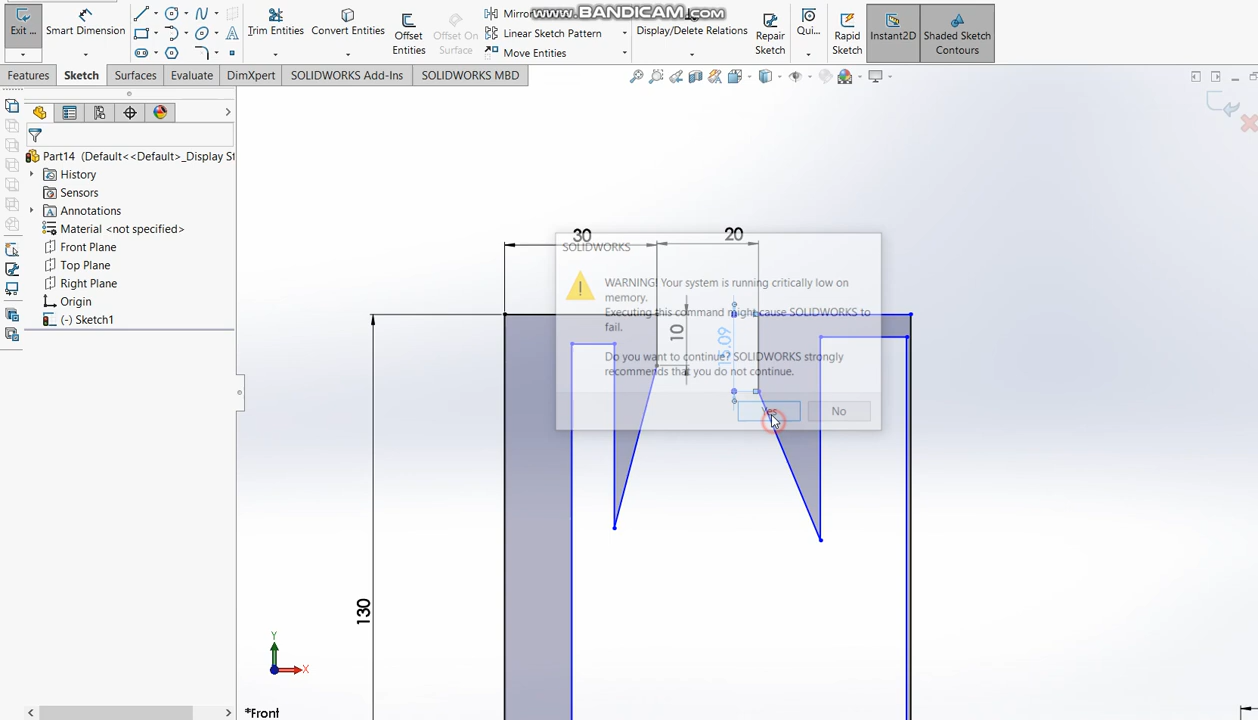 www.BANDICAM.com
Exit ...
Smart Dimension
Trim Entities
Convert Entities
Offset Entities
Offset On Surface
Mirror
Linear Sketch Pattern
Move Entities
Display/Delete Relations
Repair Sketch
Qui...
Rapid Sketch
Instant2D
Shaded Sketch Contours
Features
Sketch
Surfaces
Evaluate
DimXpert
SOLIDWORKS Add-Ins
SOLIDWORKS MBD
Part14 (Default<<Default>_Display St
History
Sensors
Annotations
Material <not specified>
Front Plane
Top Plane
Right Plane
Origin
(-) Sketch1
30
20
SOLIDWORKS
WARNING! Your system is running critically low on
memory.
Executing this command might cause SOLIDWORKS to
fail.
Do you want to continue? SOLIDWORKS strongly
recommends that you do not continue.
Yes
No
10
130
Y
X
*Front